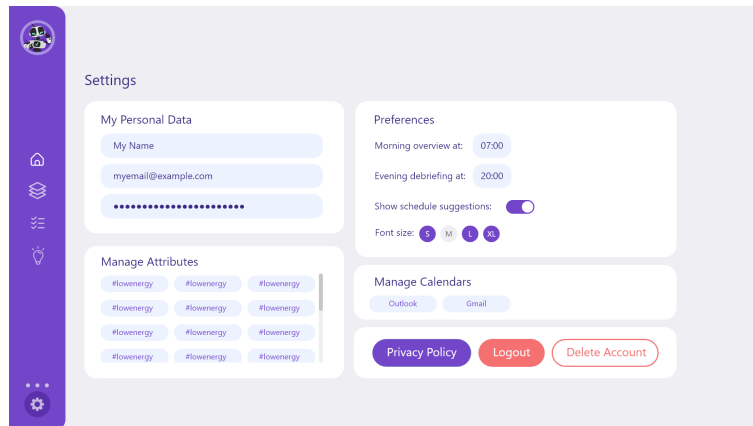 Settings
My Personal Data
My Name
myemail@example.com
Manage Attributes
#lowenergy #lowenergy #lowenergy
#lowenergy #lowenergy #lowenergy
#lowenergy #lowenergy #lowenergy
#lowenergy #lowenergy #lowenergy
Preferences
Morning overview at: 07:00
Evening debriefing at: 20:00
Show schedule suggestions:
Font size: S M L XL
Manage Calendars
Outlook Gmail
Privacy Policy Logout Delete Account